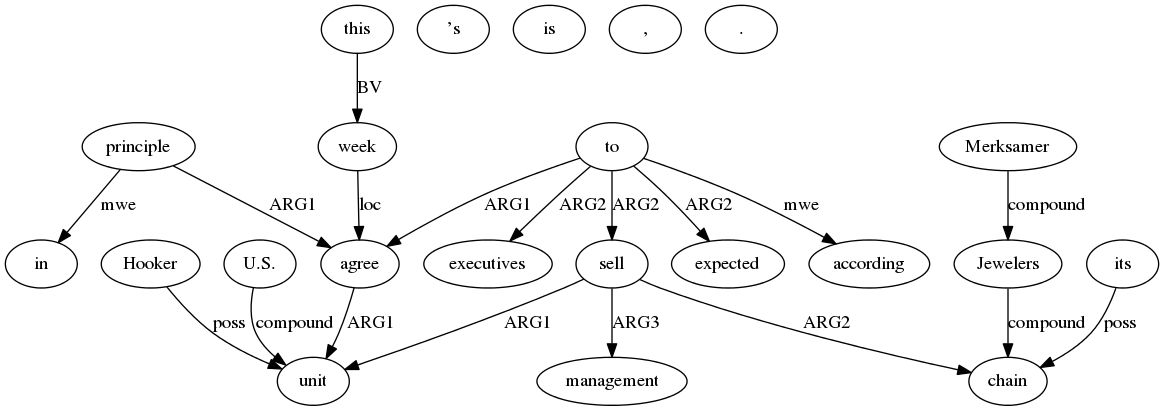 this ’s is , .
BV
principle week to Merksamer
mwe ARG1 loc ARG1 ARG2 ARG2 ARG2 mwe compound
in Hooker U.S. agree executives sell expected according Jewelers its
poss compound ARG1 ARG1 ARG3 ARG2 compound poss
unit management chain